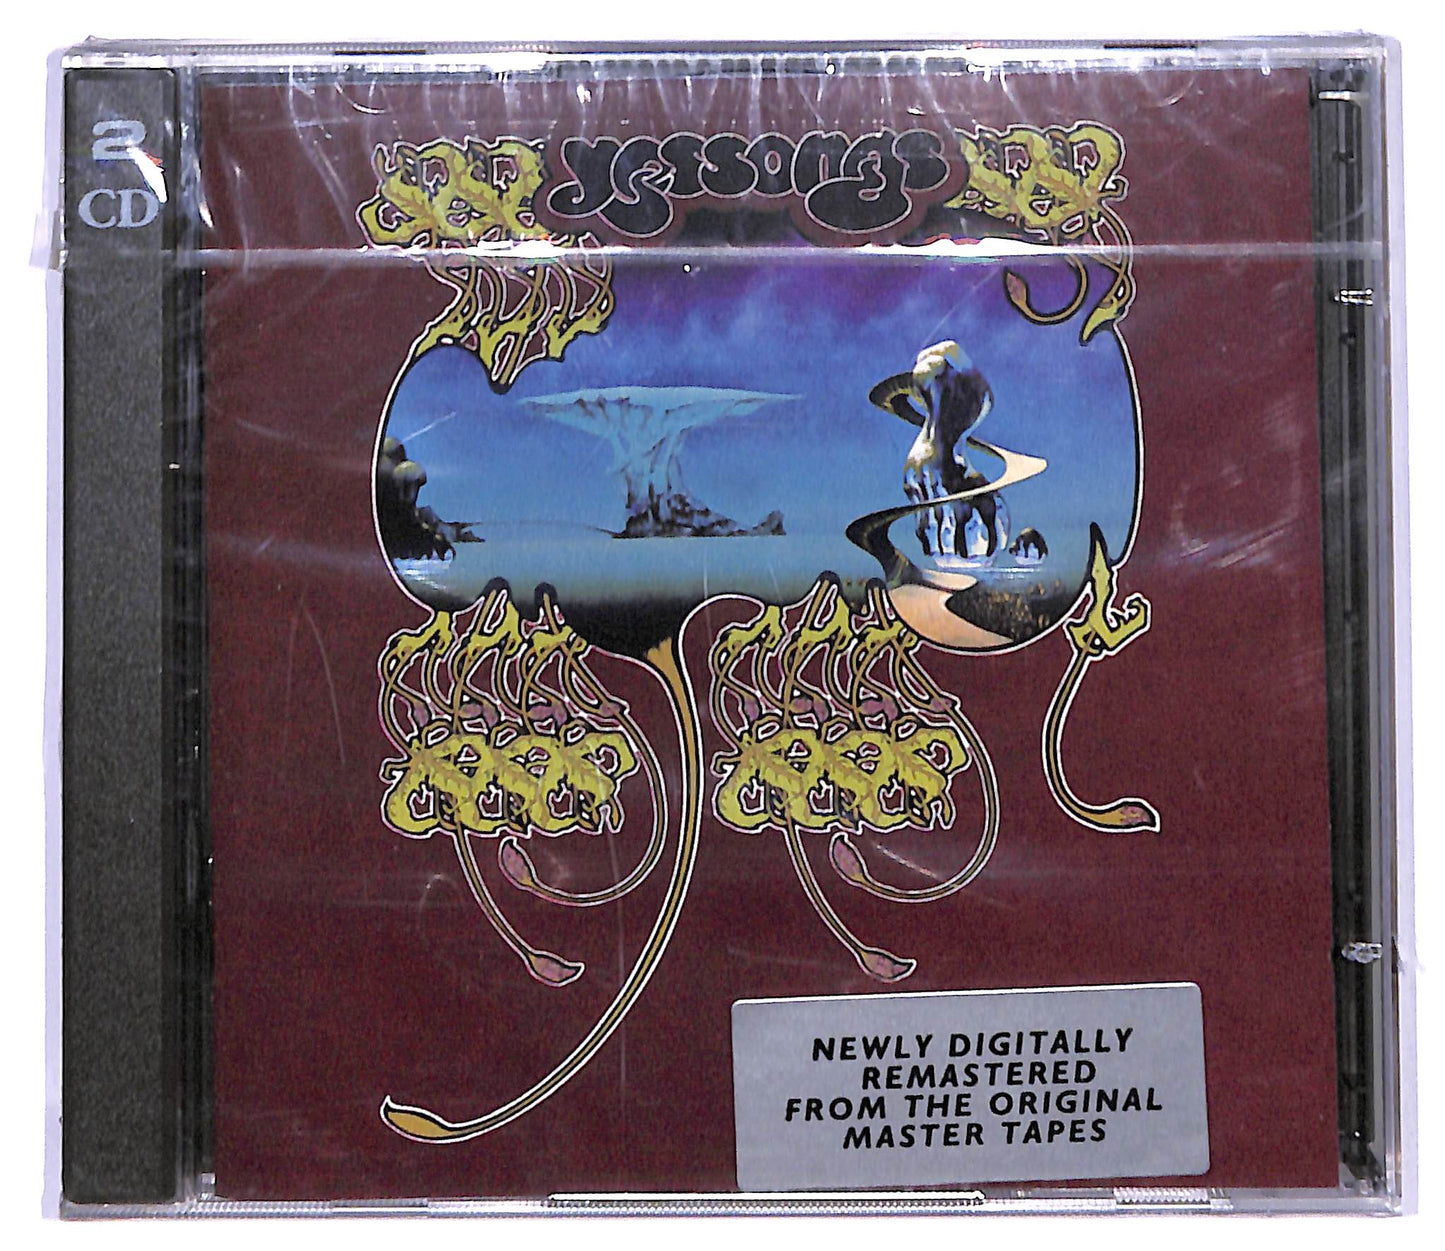 2
CD
yessongs
NEWLY DIGITALLY
REMASTERED
FROM THE ORIGINAL
MASTER TAPES